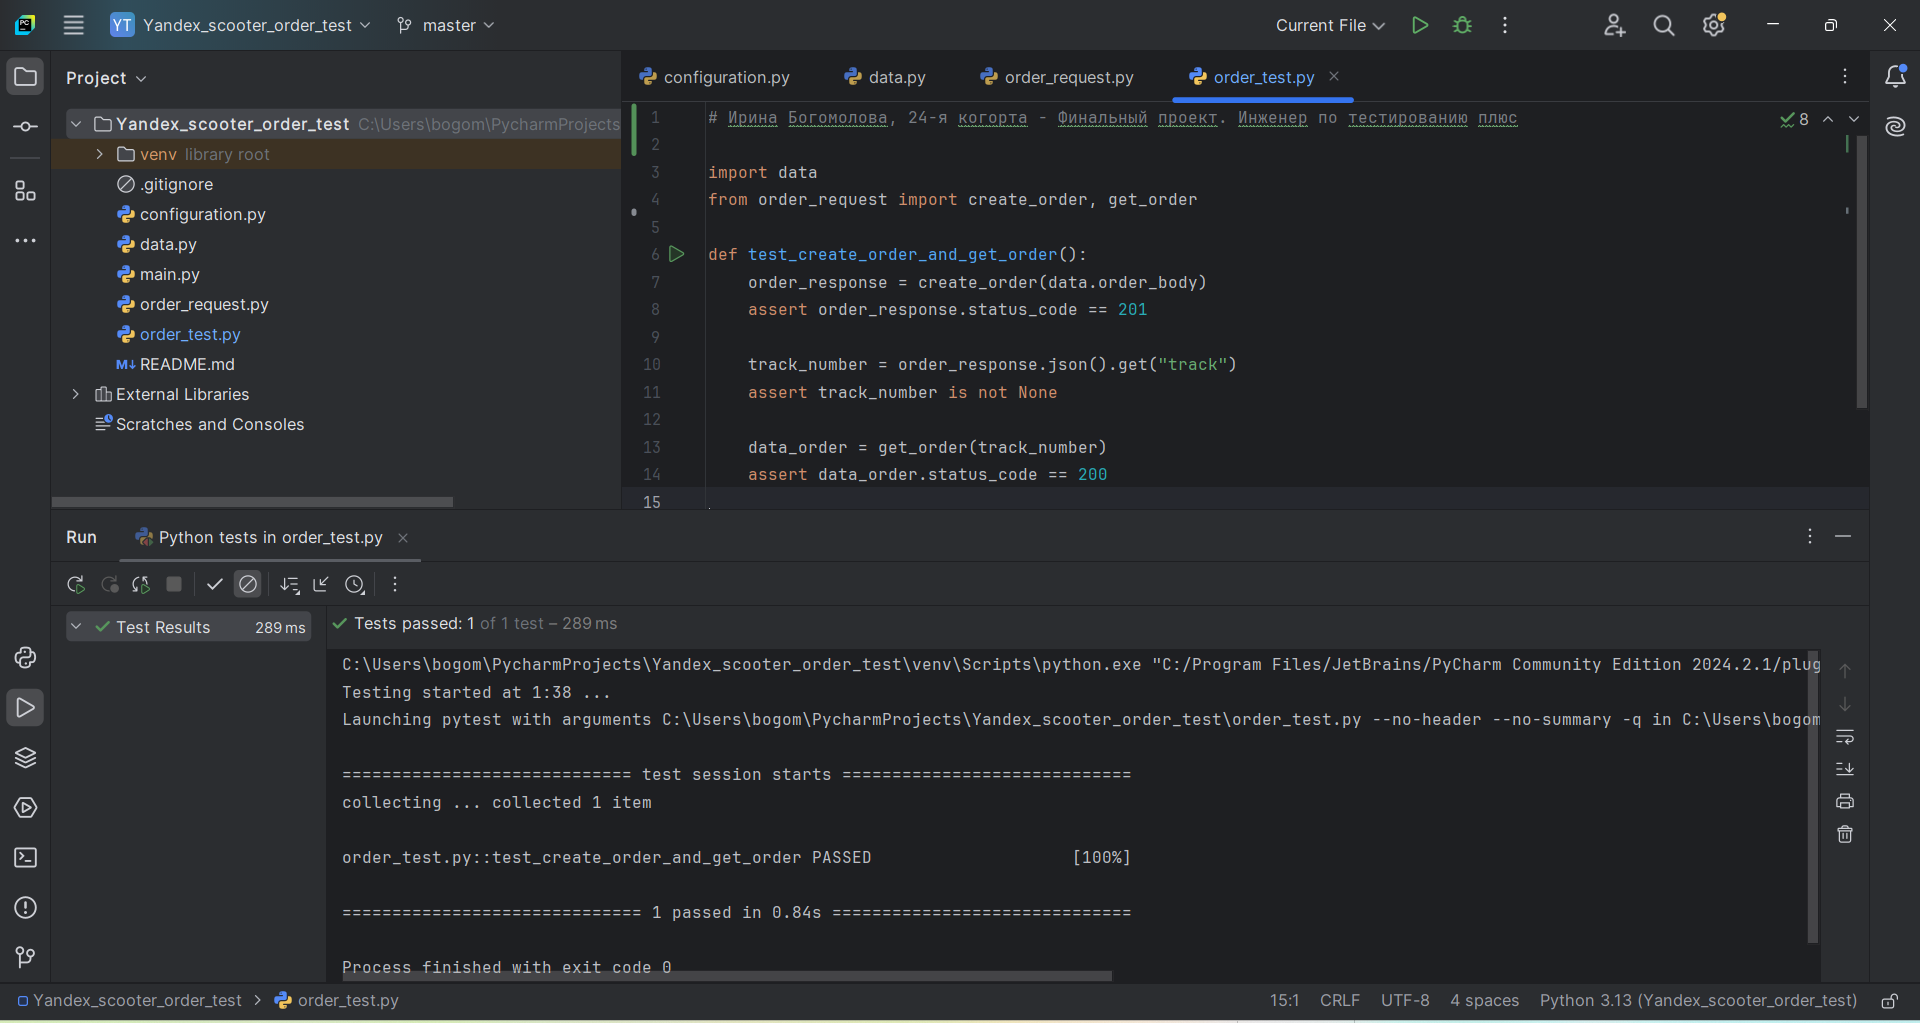 YT Yandex_scooter_order_test master Current File
Project
configuration.py data.py order_request.py order_test.py
Yandex_scooter_order_test C:\Users\bogom\PycharmProjects
venv library root
.gitignore
configuration.py
data.py
main.py
order_request.py
order_test.py
README.md
External Libraries
Scratches and Consoles
8
1 # Ирина Богомолова, 24-я когорта - Финальный проект. Инженер по тестированию плюс
2
3 import data
4 from order_request import create_order, get_order
5
6 def test_create_order_and_get_order():
7 order_response = create_order(data.order_body)
8 assert order_response.status_code == 201
9
10 track_number = order_response.json().get("track")
11 assert track_number is not None
12
13 data_order = get_order(track_number)
14 assert data_order.status_code == 200
15
Run Python tests in order_test.py
Test Results 289 ms
Tests passed: 1 of 1 test – 289 ms
C:\Users\bogom\PycharmProjects\Yandex_scooter_order_test\venv\Scripts\python.exe "C:/Program Files/JetBrains/PyCharm Community Edition 2024.2.1/plug
Testing started at 1:38 ...
Launching pytest with arguments C:\Users\bogom\PycharmProjects\Yandex_scooter_order_test\order_test.py --no-header --no-summary -q in C:\Users\bogom
============================= test session starts =============================
collecting ... collected 1 item
order_test.py::test_create_order_and_get_order PASSED [100%]
============================== 1 passed in 0.84s ==============================
Process finished with exit code 0
Yandex_scooter_order_test > order_test.py 15:1 CRLF UTF-8 4 spaces Python 3.13 (Yandex_scooter_order_test)